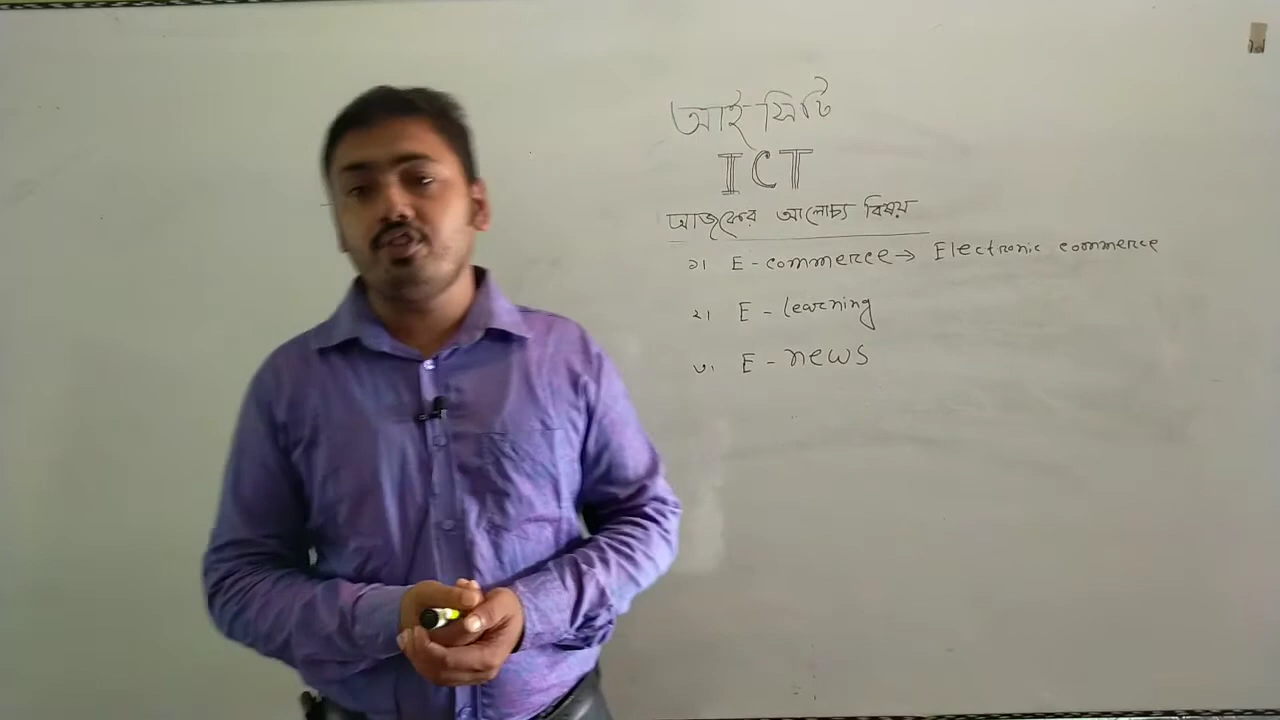 আইসিটি
ICT
আজকের আলোচ্য বিষয়
১। E-commerce → Electronic commerce
২। E-learning
৩। E-news